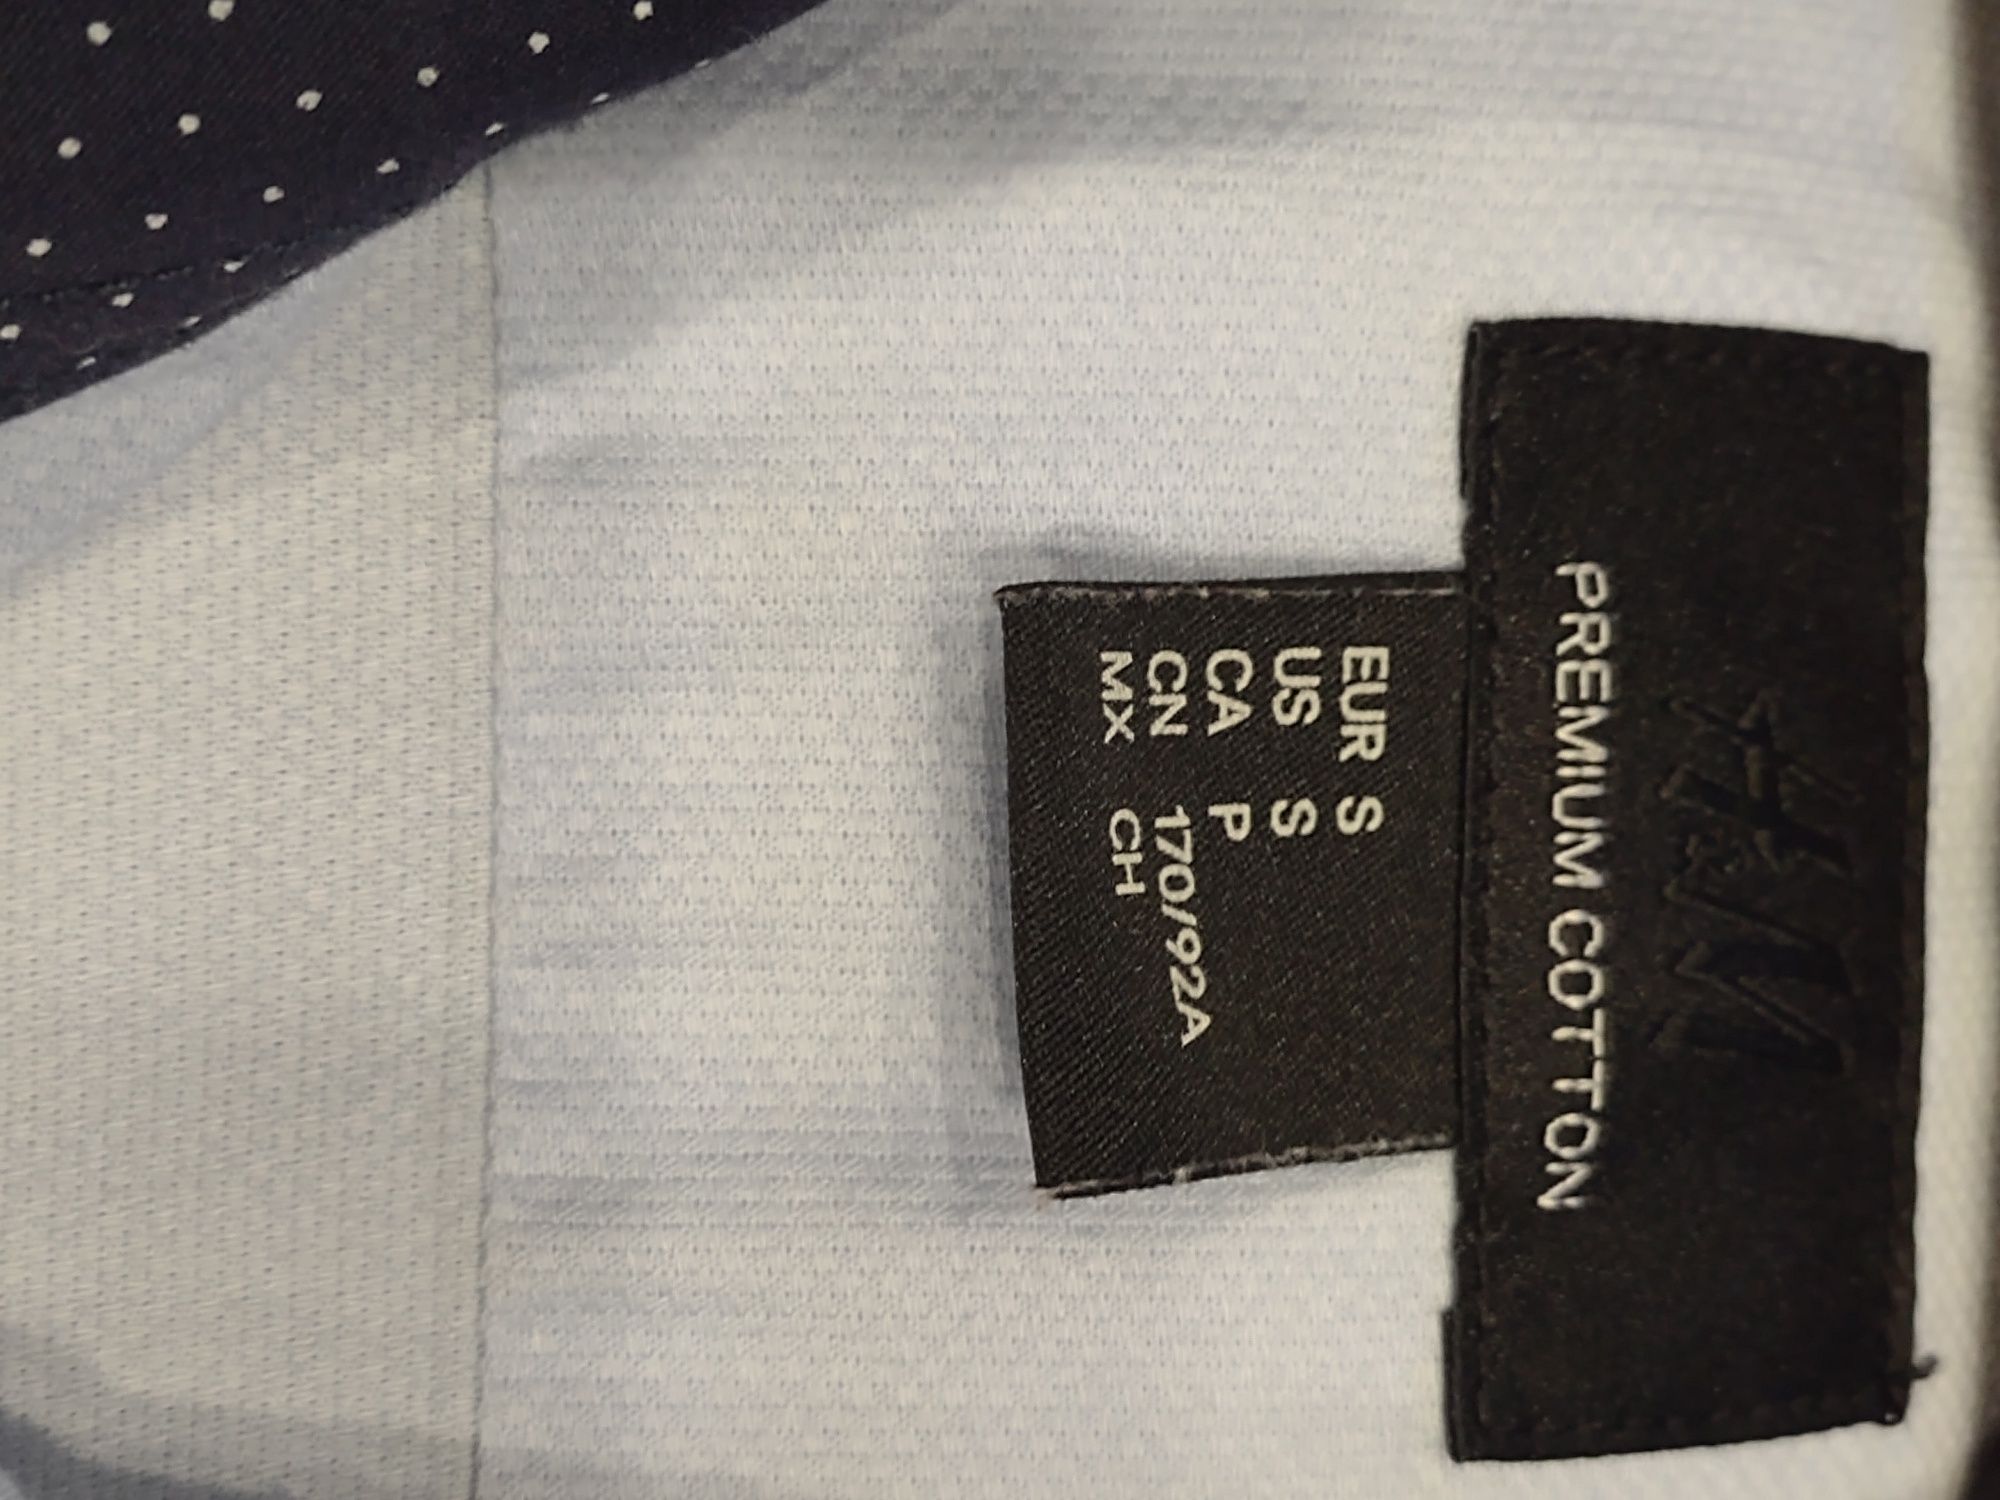 H&M
PREMIUM COTTON
EUR S
US S
CA P
CN 170/92A
MX CH